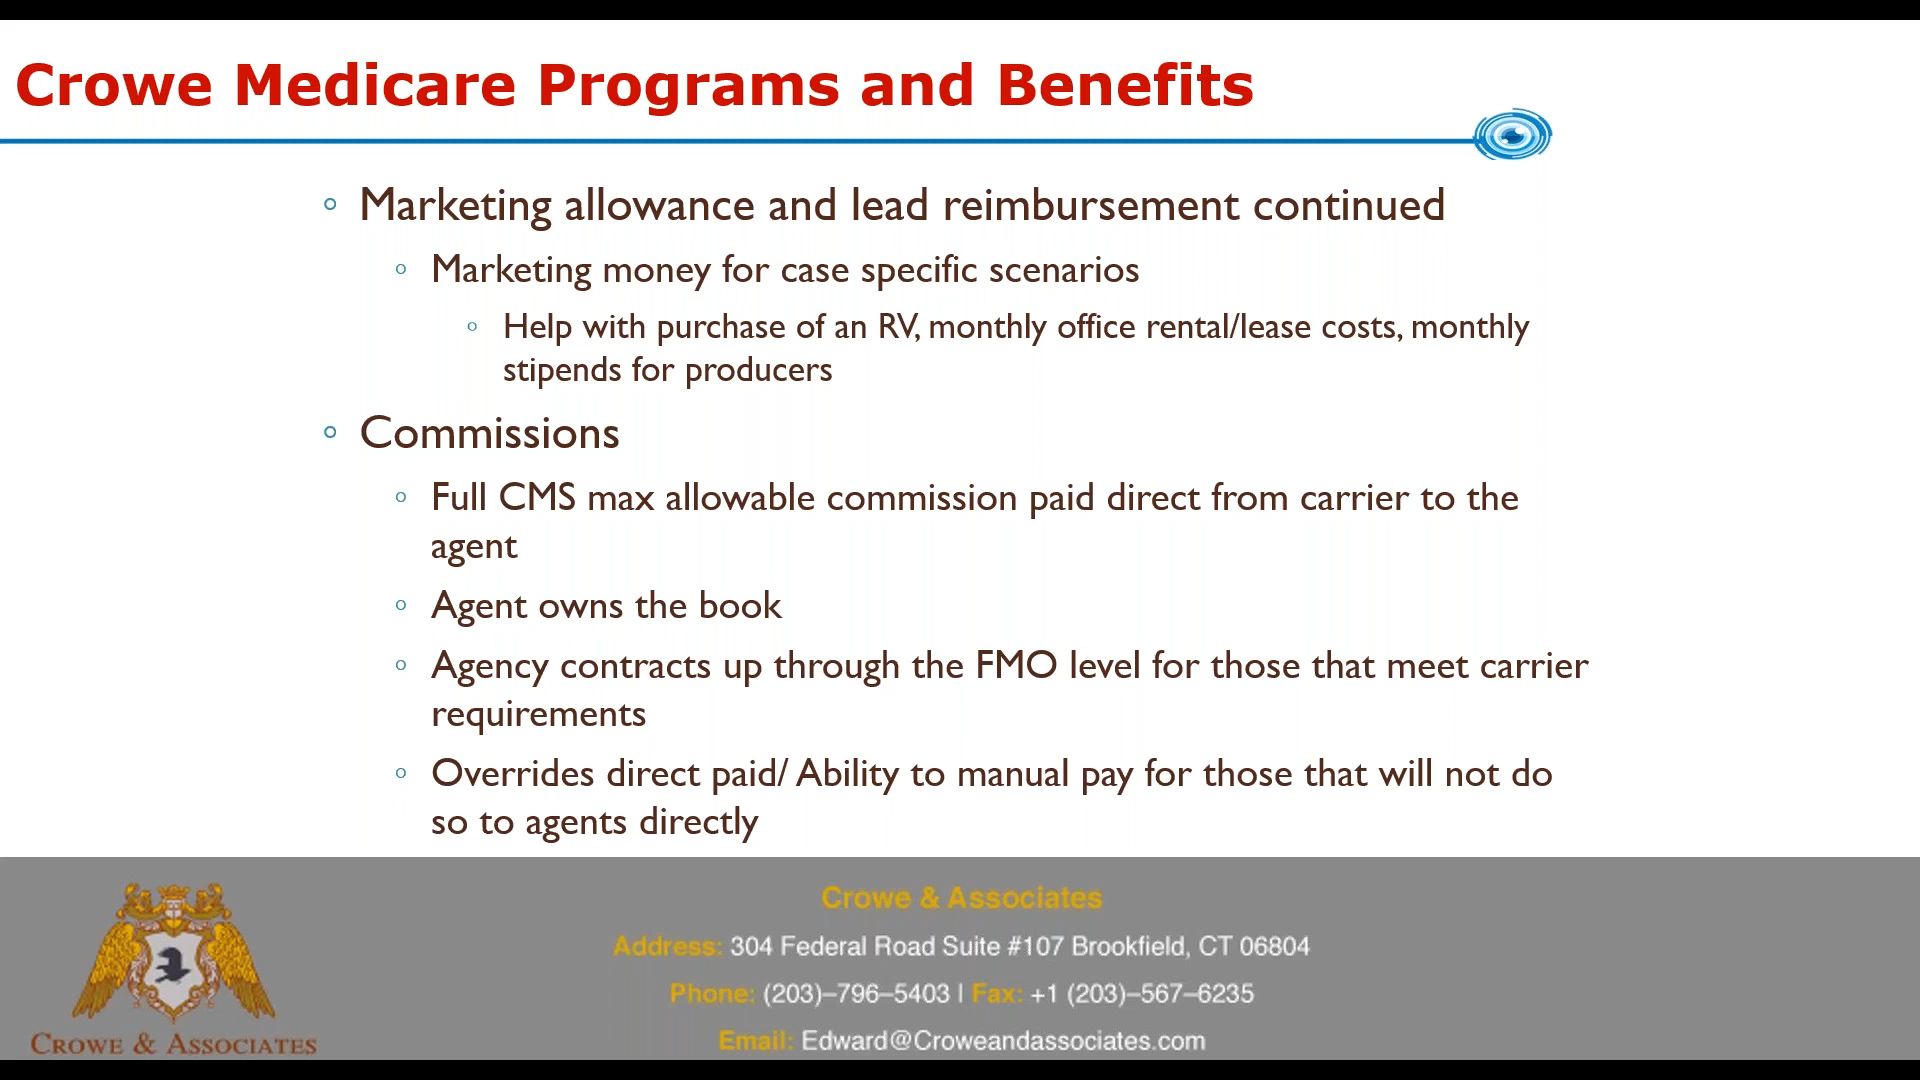 Crowe Medicare Programs and Benefits
Marketing allowance and lead reimbursement continued
Marketing money for case specific scenarios
Help with purchase of an RV, monthly office rental/lease costs, monthly
stipends for producers
Commissions
Full CMS max allowable commission paid direct from carrier to the
agent
Agent owns the book
Agency contracts up through the FMO level for those that meet carrier
requirements
Overrides direct paid/ Ability to manual pay for those that will not do
so to agents directly
Crowe & Associates
Address: 304 Federal Road Suite #107 Brookfield, CT 06804
Phone: (203)–796–5403 | Fax: +1 (203)–567–6235
Email: Edward@Croweandassociates.com
CROWE & ASSOCIATES